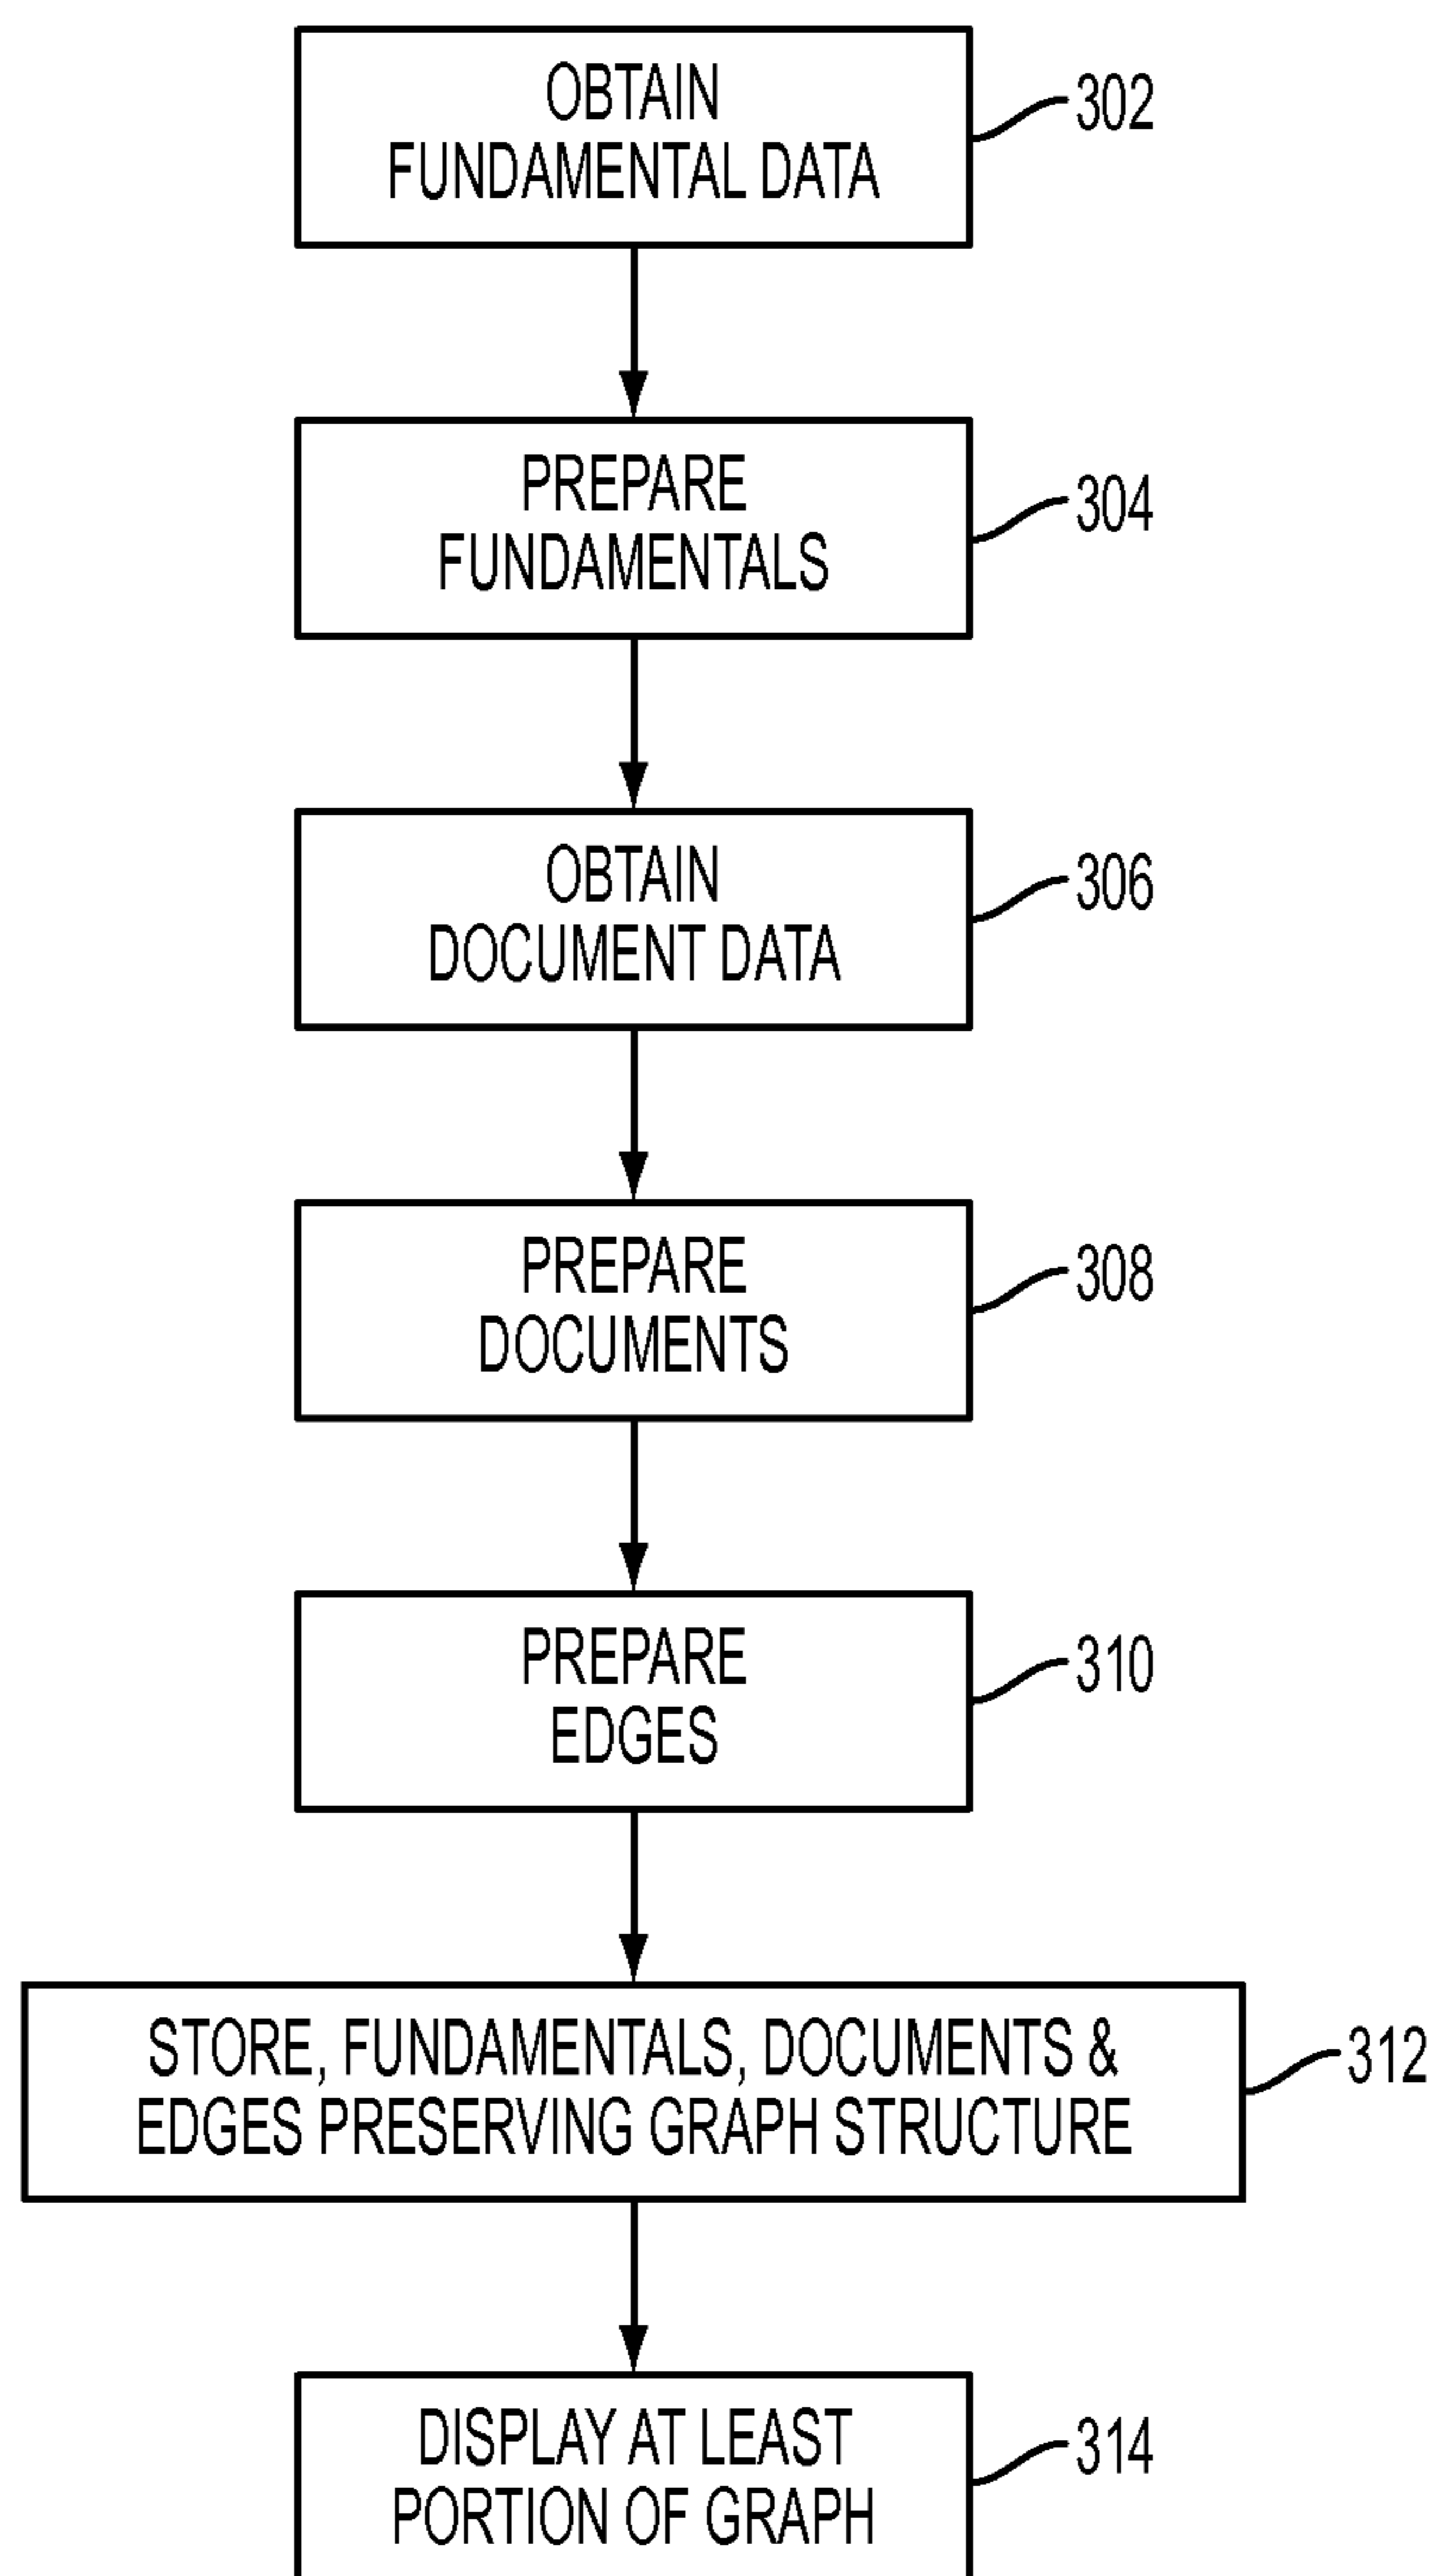 OBTAIN
FUNDAMENTAL DATA
302
PREPARE
FUNDAMENTALS
304
OBTAIN
DOCUMENT DATA
306
PREPARE
DOCUMENTS
308
PREPARE
EDGES
310
STORE, FUNDAMENTALS, DOCUMENTS &
EDGES PRESERVING GRAPH STRUCTURE
312
DISPLAY AT LEAST
PORTION OF GRAPH
314